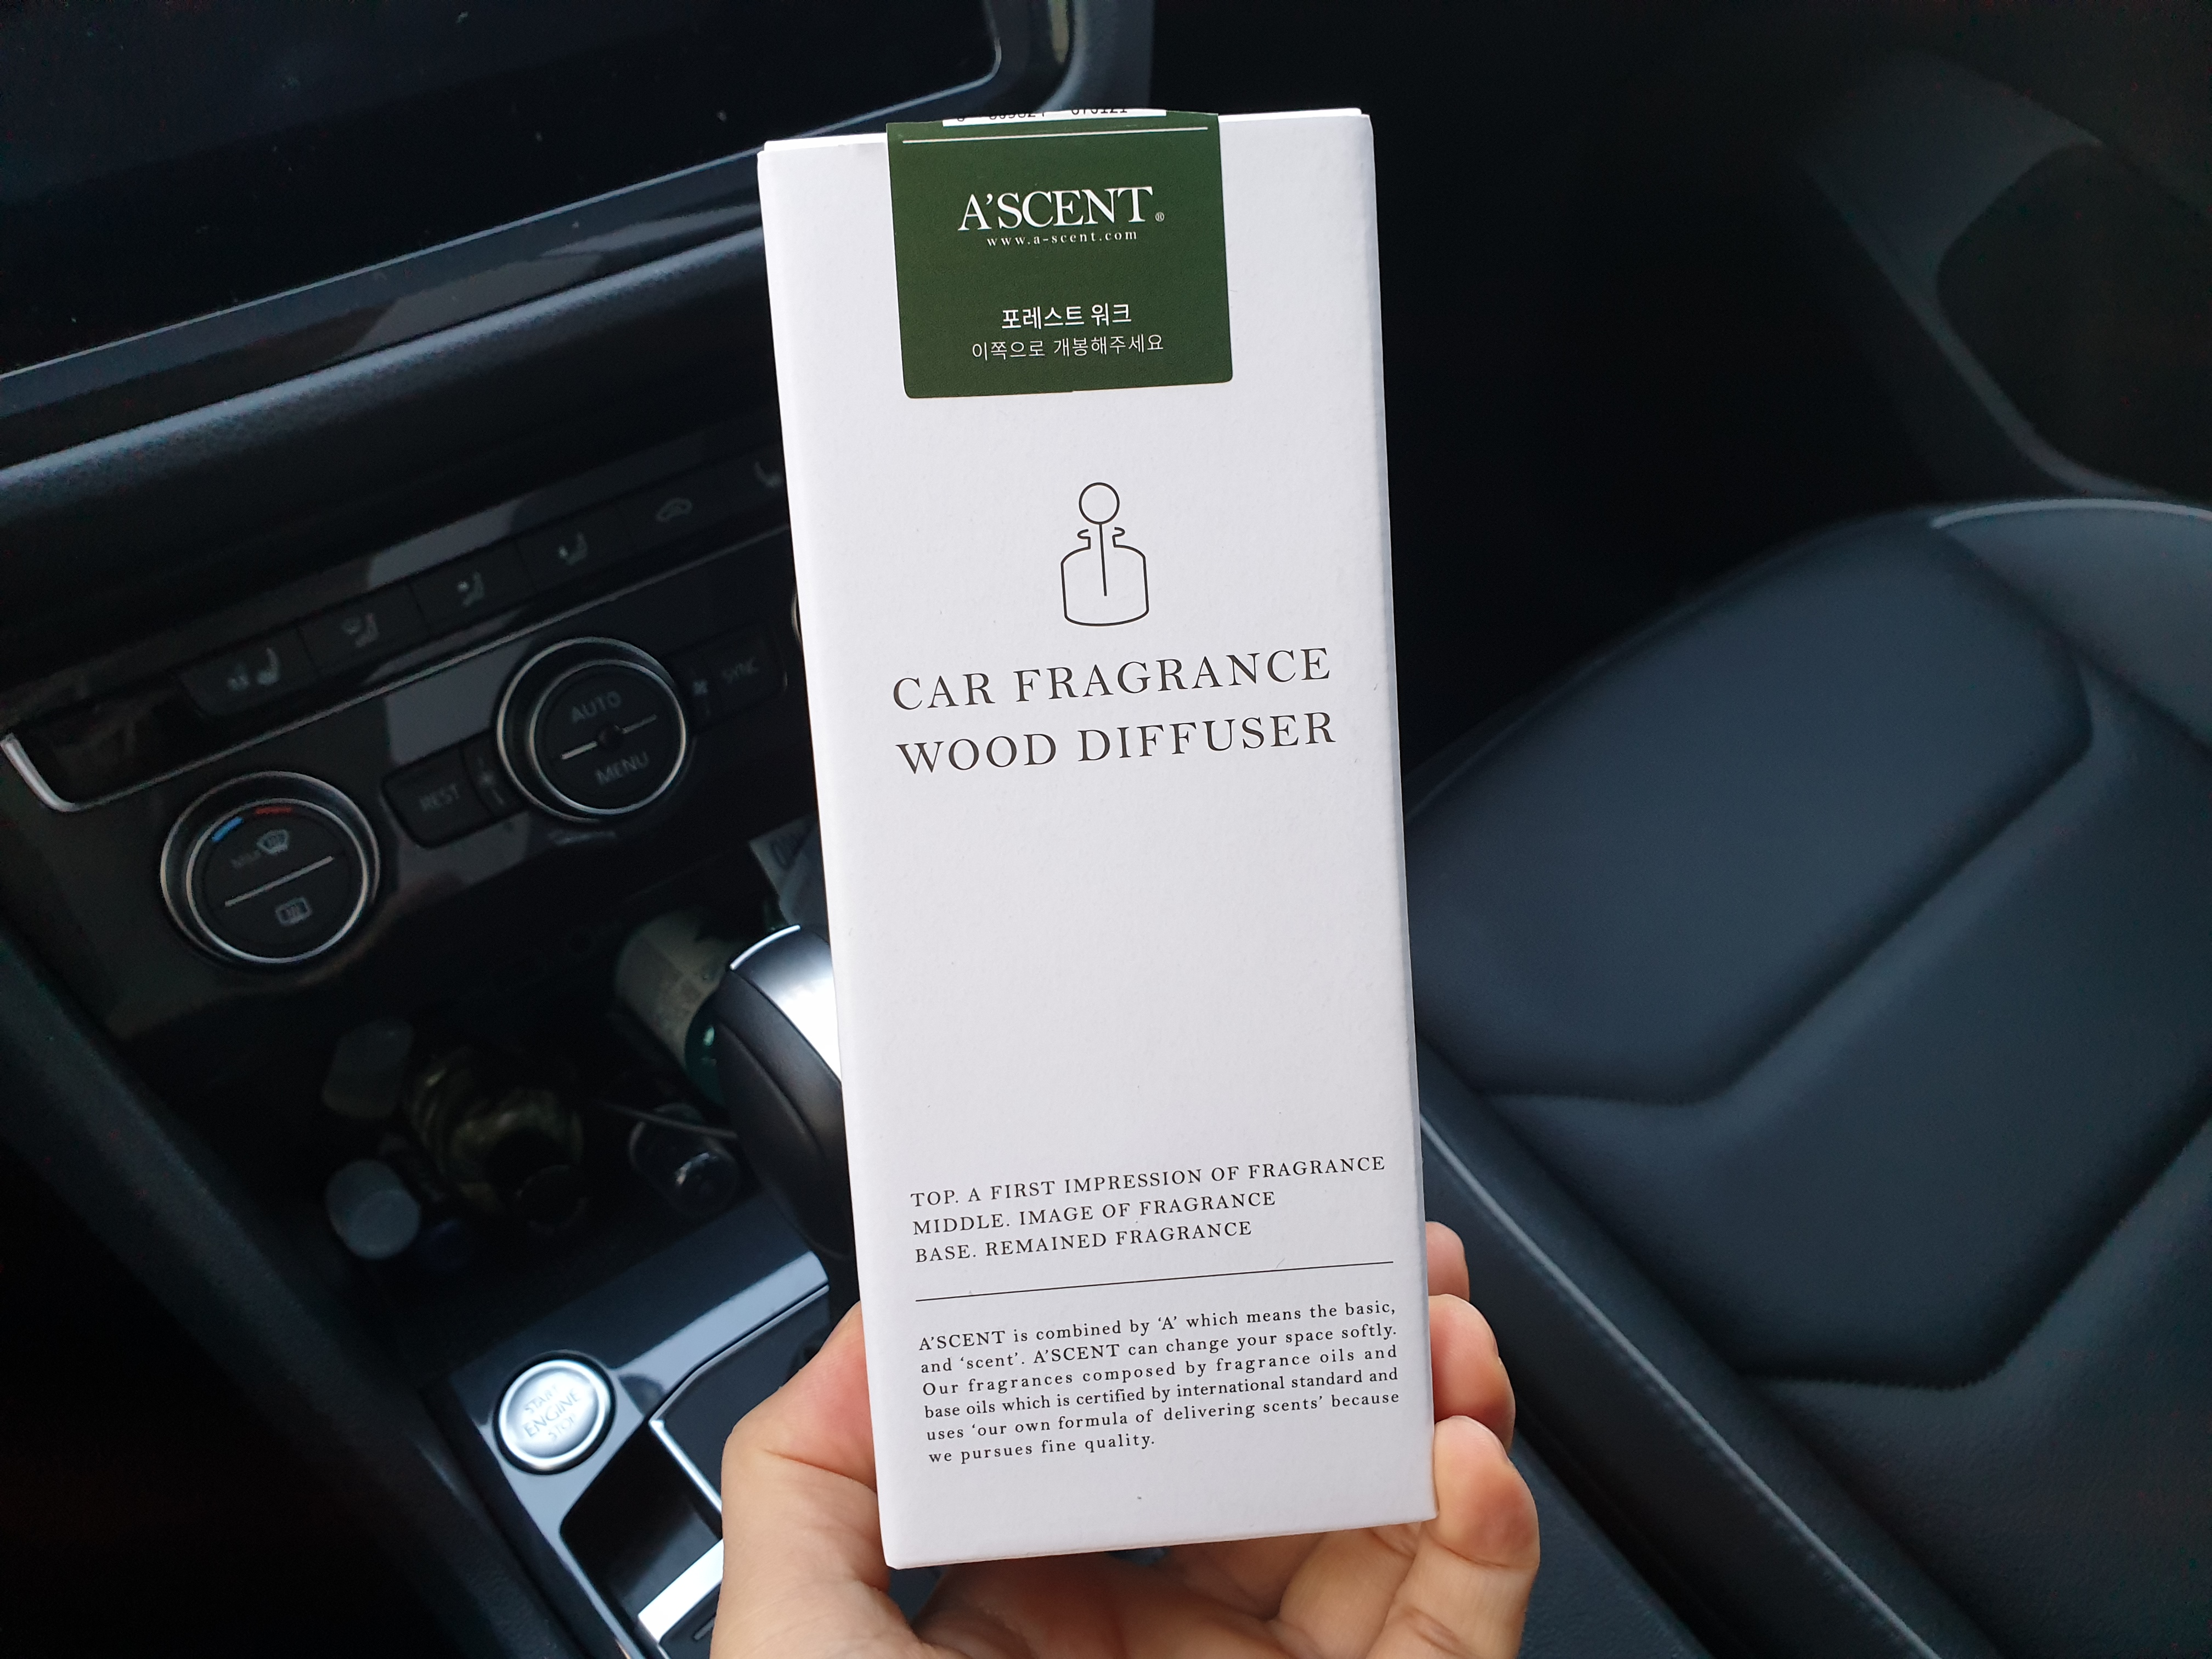 A'SCENT®
www.a-scent.com
포레스트 워크
이쪽으로 개봉해주세요
CAR FRAGRANCE
WOOD DIFFUSER
TOP. A FIRST IMPRESSION OF FRAGRANCE
MIDDLE. IMAGE OF FRAGRANCE
BASE. REMAINED FRAGRANCE
A'SCENT is combined by 'A' which means the basic,
and 'scent'. A'SCENT can change your space softly.
Our fragrances composed by fragrance oils and
base oils which is certified by international standard and
uses 'our own formula of delivering scents' because
we pursues fine quality.
AUTO
MENU
REST
SYNC
START
ENGINE
STOP